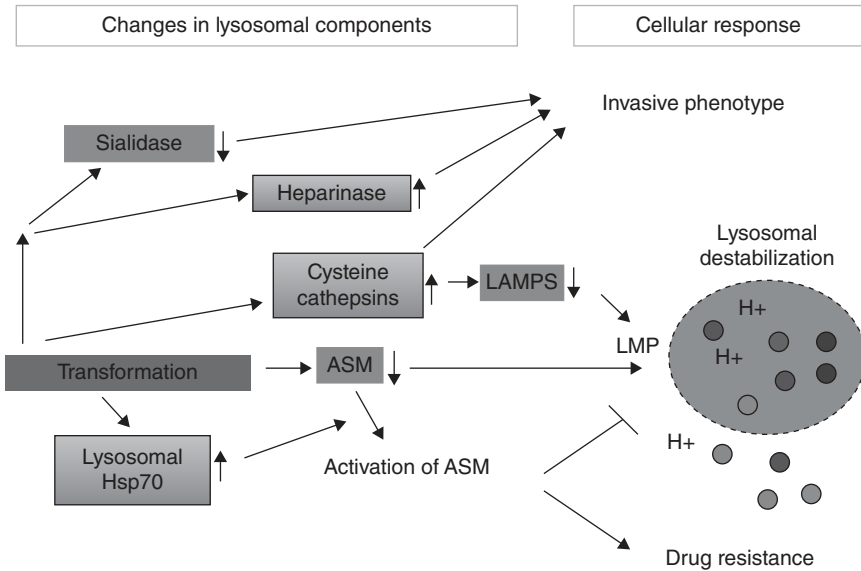 Changes in lysosomal components
Cellular response
Invasive phenotype
Sialidase
Heparinase
Lysosomal
destabilization
Cysteine
cathepsins
LAMPS
H+
H+
LMP
Transformation
ASM
Lysosomal
Hsp70
Activation of ASM
H+
Drug resistance